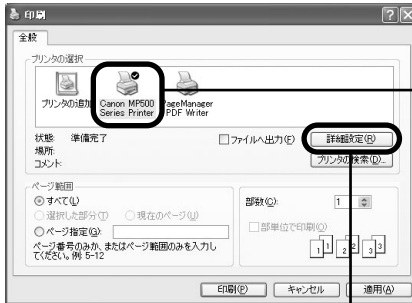 印刷
全般
プリンタの選択
プリンタの追加
Canon MP500 Series Printer
PageManager PDF Writer
状態: 準備完了
場所:
コメント:
ファイルへ出力(F)
詳細設定(R)
プリンタの検索(D)...
ページ範囲
すべて(L)
選択した部分(T)
現在のページ(U)
ページ指定(G):
ページ番号のみか、またはページ範囲のみを入力し
てください。例 5-12
部数(C):
1
部単位で印刷(O)
1 1 2 2 3 3
印刷(P)
キャンセル
適用(A)